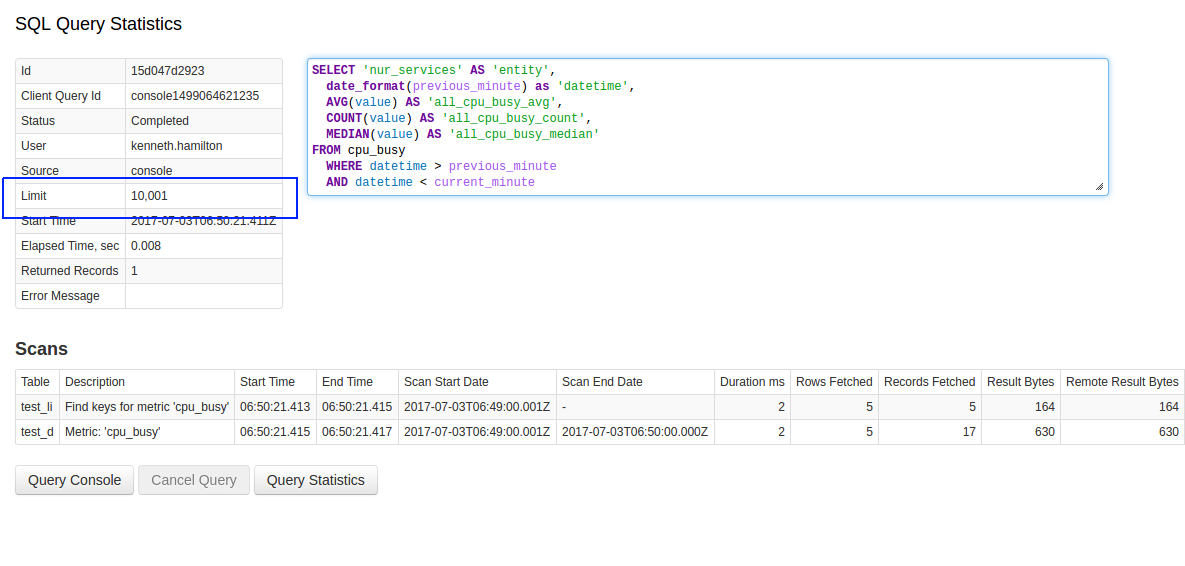 SQL Query Statistics
Id 15d047d2923
Client Query Id console1499064621235
Status Completed
User kenneth.hamilton
Source console
Limit 10,001
Start Time 2017-07-03T06:50:21.411Z
Elapsed Time, sec 0.008
Returned Records 1
Error Message
SELECT 'nur_services' AS 'entity',
date_format(previous_minute) as 'datetime',
AVG(value) AS 'all_cpu_busy_avg',
COUNT(value) AS 'all_cpu_busy_count',
MEDIAN(value) AS 'all_cpu_busy_median'
FROM cpu_busy
WHERE datetime > previous_minute
AND datetime < current_minute
Scans
Table Description Start Time End Time Scan Start Date Scan End Date Duration ms Rows Fetched Records Fetched Result Bytes Remote Result Bytes
test_li Find keys for metric 'cpu_busy' 06:50:21.413 06:50:21.415 2017-07-03T06:49:00.001Z - 2 5 5 164 164
test_d Metric: 'cpu_busy' 06:50:21.415 06:50:21.417 2017-07-03T06:49:00.001Z 2017-07-03T06:50:00.000Z 2 5 17 630 630
Query Console Cancel Query Query Statistics